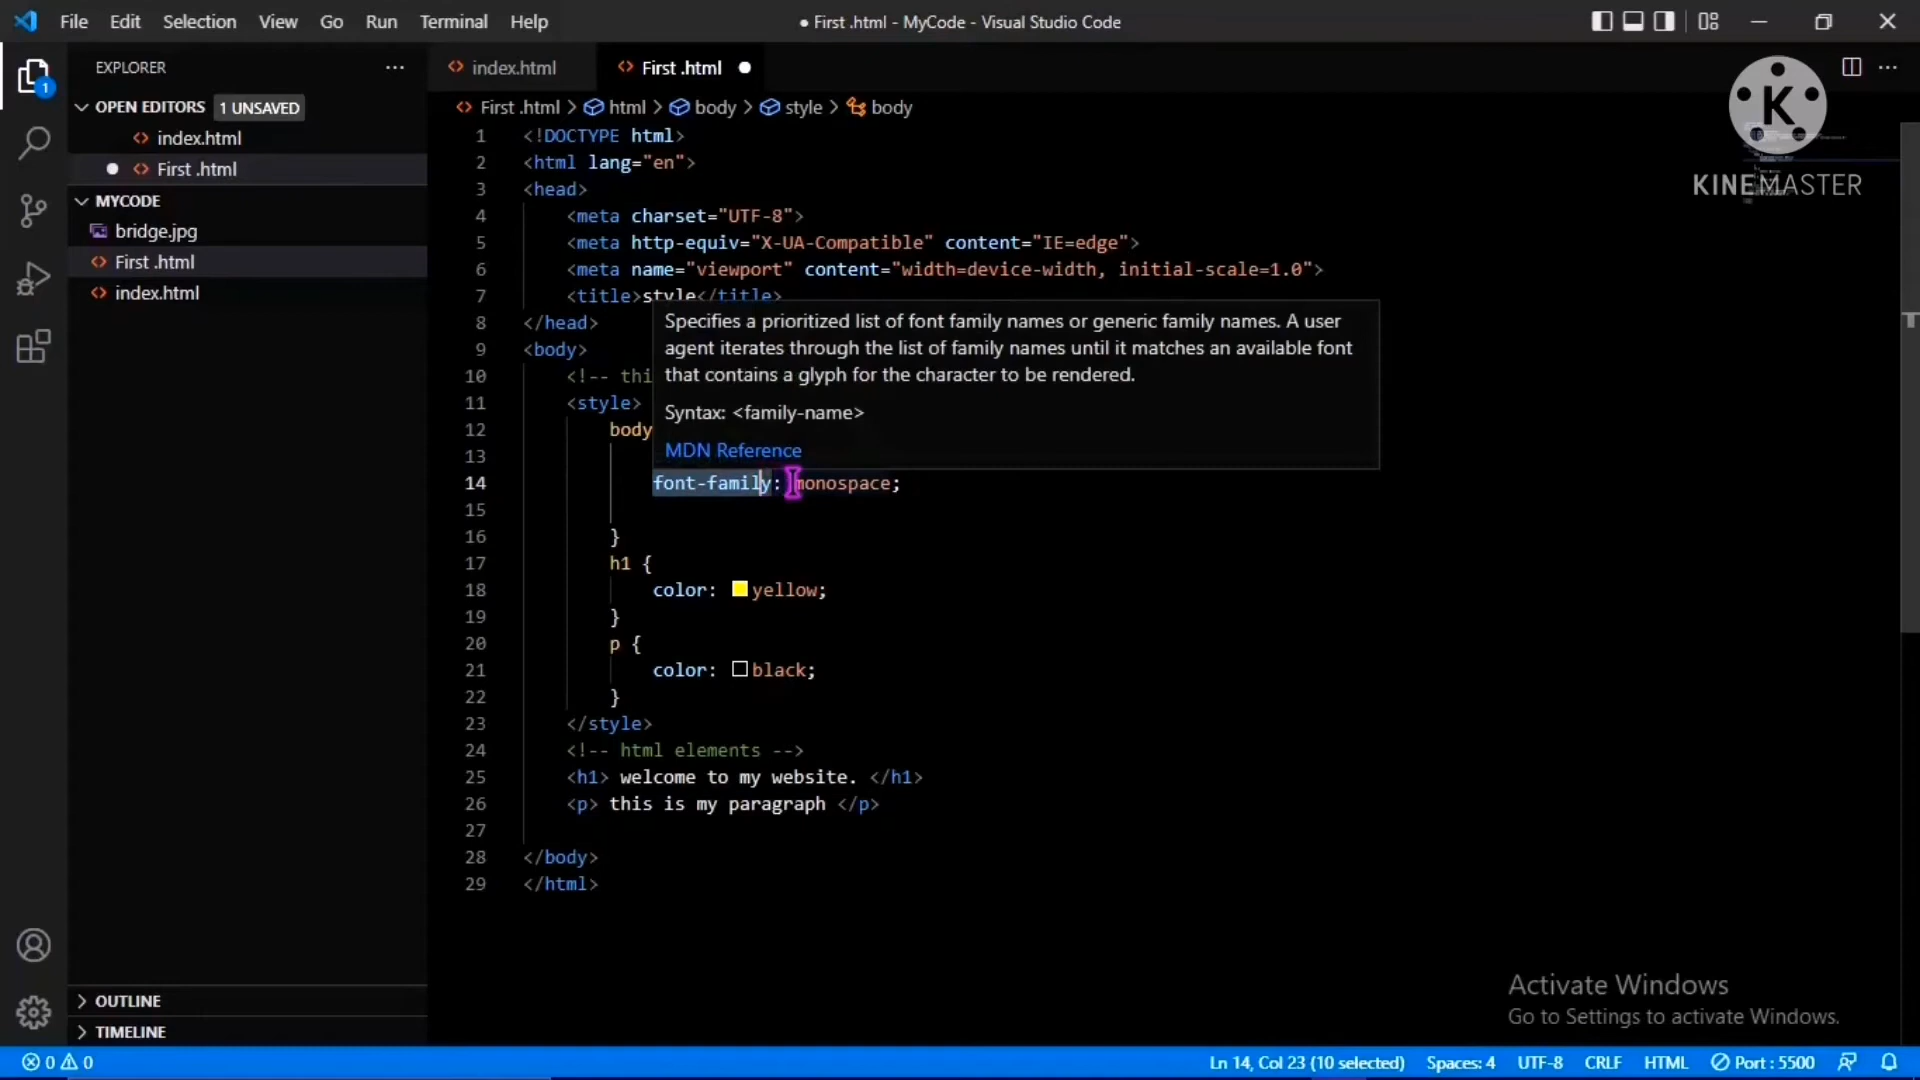 File Edit Selection View Go Run Terminal Help
● First .html - MyCode - Visual Studio Code
EXPLORER
OPEN EDITORS 1 UNSAVED
index.html
First .html
MYCODE
bridge.jpg
First .html
index.html
OUTLINE
TIMELINE
1
index.html First .html
First .html > html > body > style > body
1 <!DOCTYPE html>
2 <html lang="en">
3 <head>
4 <meta charset="UTF-8">
5 <meta http-equiv="X-UA-Compatible" content="IE=edge">
6 <meta name="viewport" content="width=device-width, initial-scale=1.0">
7 <title>style</title>
8 </head>
9 <body>
10 <!-- thi
11 <style>
12 body
13
14 font-family: monospace;
15
16 }
17 h1 {
18 color: yellow;
19 }
20 p {
21 color: black;
22 }
23 </style>
24 <!-- html elements -->
25 <h1> welcome to my website. </h1>
26 <p> this is my paragraph </p>
27
28 </body>
29 </html>
Specifies a prioritized list of font family names or generic family names. A user
agent iterates through the list of family names until it matches an available font
that contains a glyph for the character to be rendered.
Syntax: <family-name>
MDN Reference
K
KINEMASTER
Activate Windows
Go to Settings to activate Windows.
0 0
Ln 14, Col 23 (10 selected) Spaces: 4 UTF-8 CRLF HTML Port : 5500